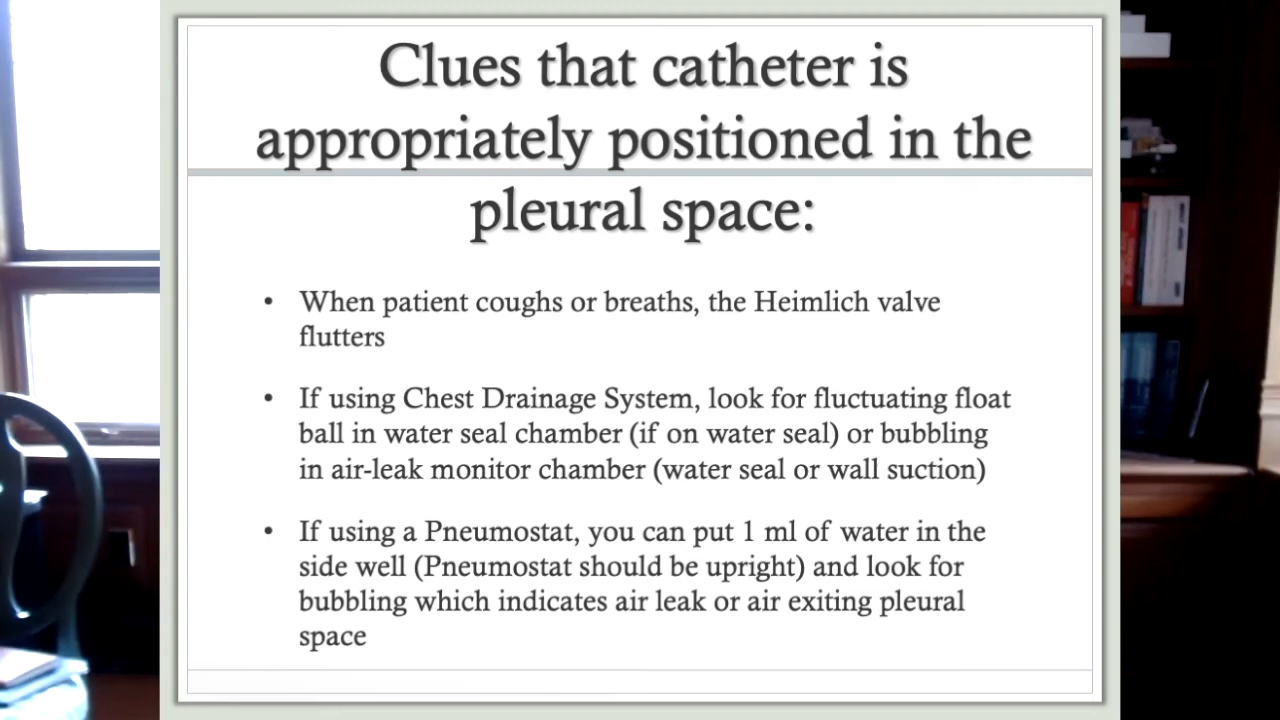 Clues that catheter is
appropriately positioned in the
pleural space:
• When patient coughs or breaths, the Heimlich valve
flutters
• If using Chest Drainage System, look for fluctuating float
ball in water seal chamber (if on water seal) or bubbling
in air-leak monitor chamber (water seal or wall suction)
• If using a Pneumostat, you can put 1 ml of water in the
side well (Pneumostat should be upright) and look for
bubbling which indicates air leak or air exiting pleural
space